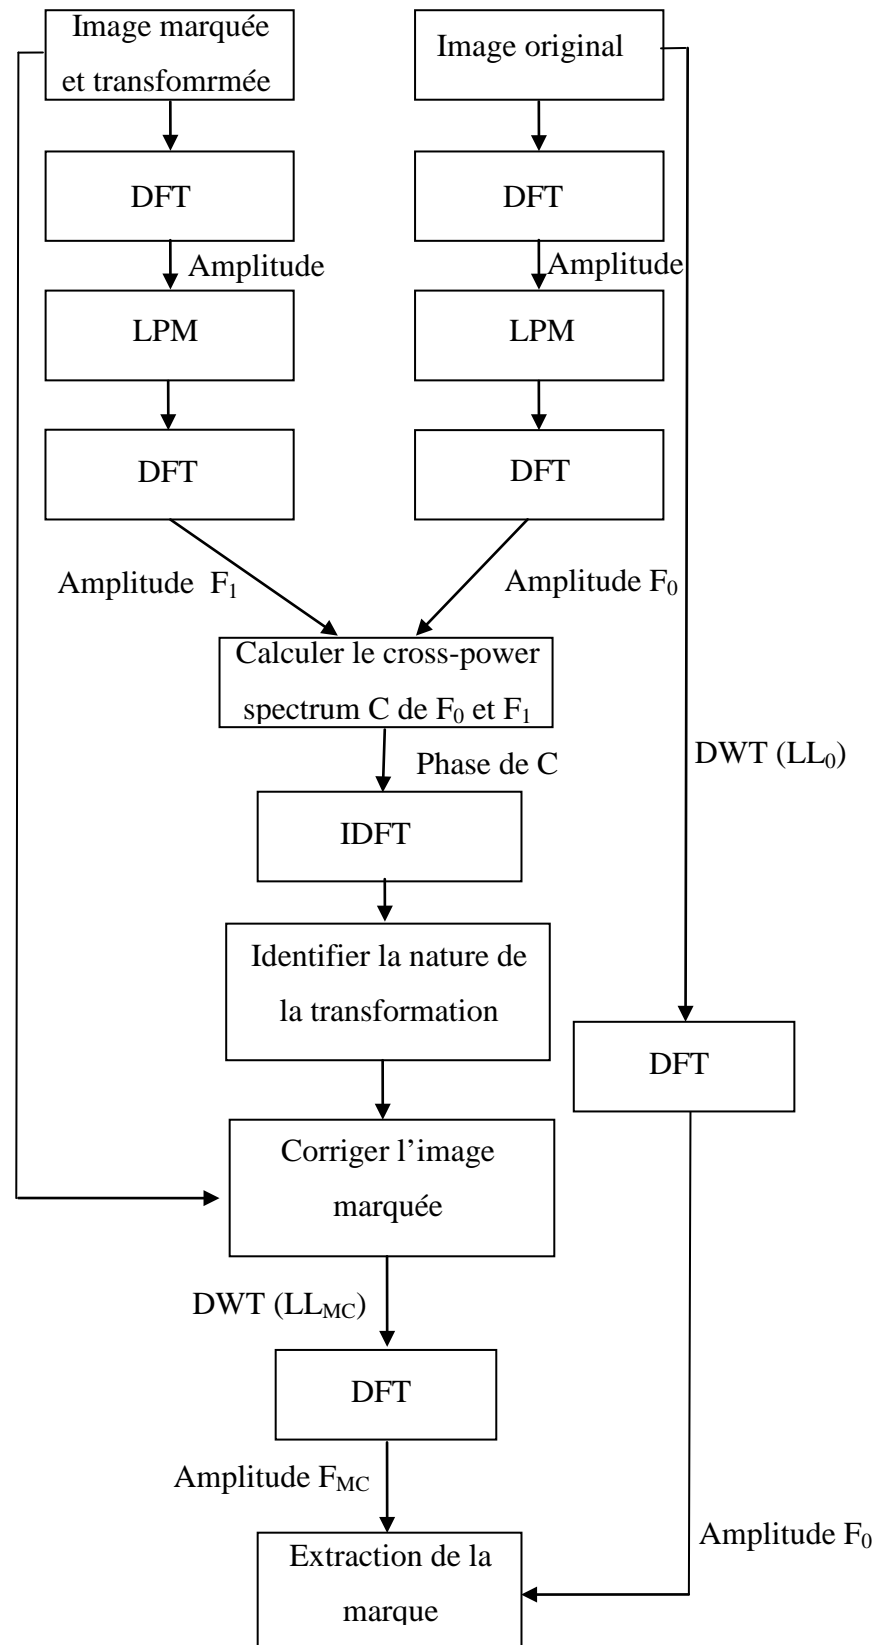 Image marquée
et transfomrmée
Image original
DFT
DFT
Amplitude
Amplitude
LPM
LPM
DFT
DFT
Amplitude F₁
Amplitude F₀
Calculer le cross-power
spectrum C de F₀ et F₁
Phase de C
DWT (LL₀)
IDFT
Identifier la nature de
la transformation
DFT
Corriger l’image
marquée
DWT (LL_MC)
DFT
Amplitude F_MC
Amplitude F₀
Extraction de la
marque